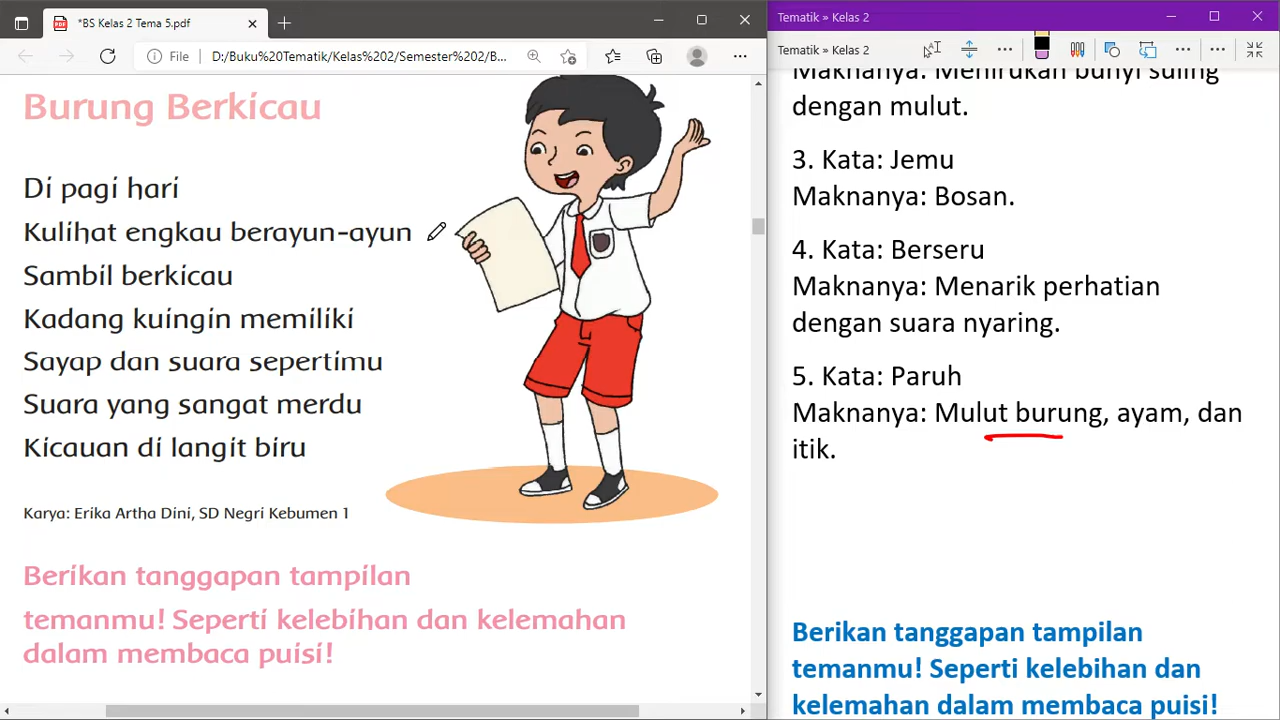 *BS Kelas 2 Tema 5.pdf
File
D:/Buku%20Tematik/Kelas%202/Semester%202/B...
Burung Berkicau
Di pagi hari
Kulihat engkau berayun-ayun
Sambil berkicau
Kadang kuingin memiliki
Sayap dan suara sepertimu
Suara yang sangat merdu
Kicauan di langit biru
Karya: Erika Artha Dini, SD Negri Kebumen 1
Berikan tanggapan tampilan
temanmu! Seperti kelebihan dan kelemahan
dalam membaca puisi!
Tematik » Kelas 2
Tematik » Kelas 2
Maknanya: Menirukan bunyi suling
dengan mulut.
3. Kata: Jemu
Maknanya: Bosan.
4. Kata: Berseru
Maknanya: Menarik perhatian
dengan suara nyaring.
5. Kata: Paruh
Maknanya: Mulut burung, ayam, dan
itik.
Berikan tanggapan tampilan
temanmu! Seperti kelebihan dan
kelemahan dalam membaca puisi!